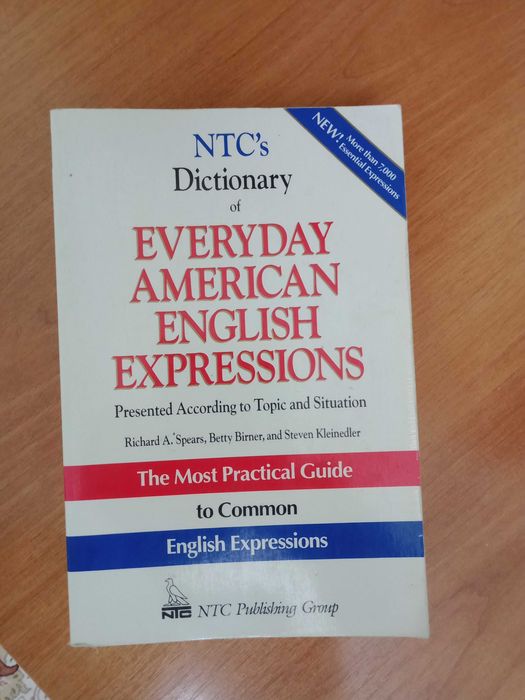 NEW! More than 7,000
Essential Expressions
NTC's
Dictionary
of
EVERYDAY
AMERICAN
ENGLISH
EXPRESSIONS
Presented According to Topic and Situation
Richard A. Spears, Betty Birner, and Steven Kleinedler
The Most Practical Guide
to Common
English Expressions
NTC NTC Publishing Group